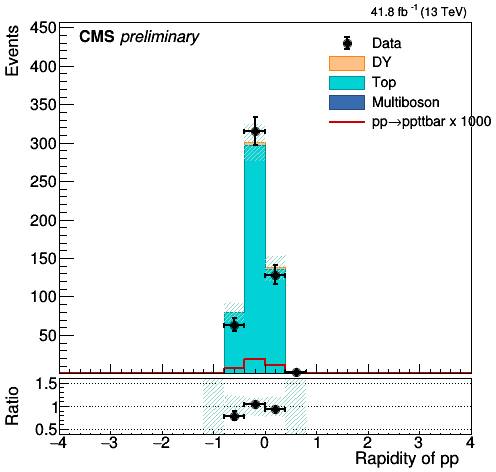 41.8 fb⁻¹ (13 TeV)
CMS preliminary
Events
450
400
350
300
250
200
150
100
50
Data
DY
Top
Multiboson
pp→ppttbar x 1000
Ratio
1.5
1
0.5
−4 −3 −2 −1 0 1 2 3 4
Rapidity of pp